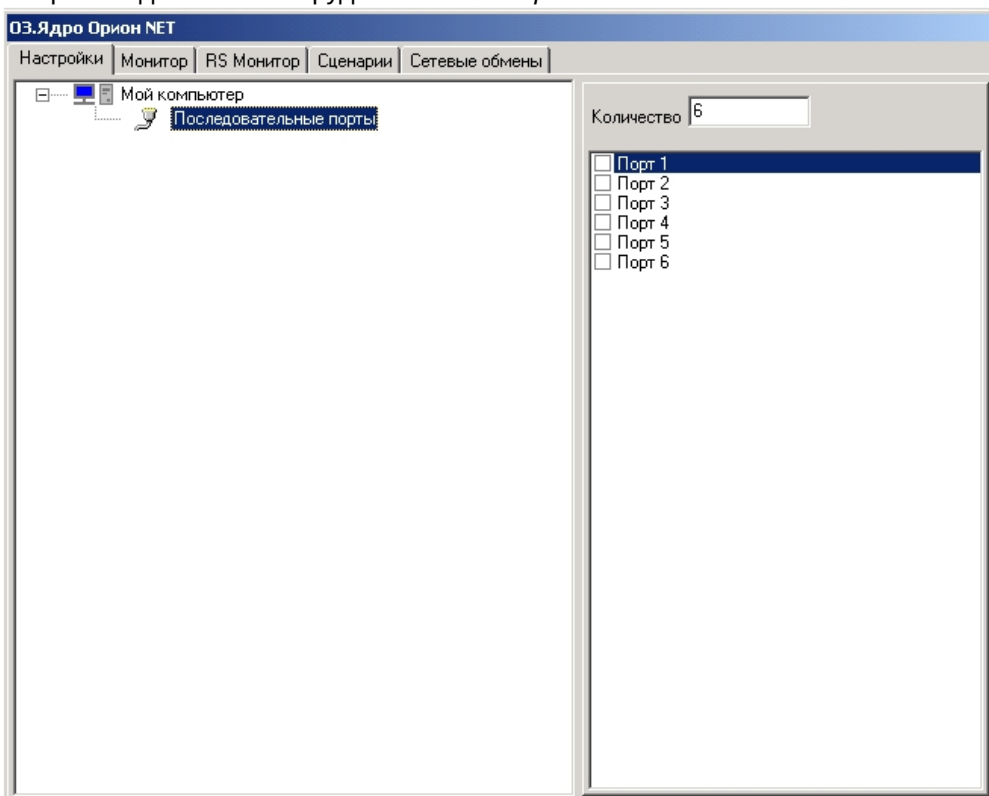 03.Ядро Орион NET
Настройки Монитор RS Монитор Сценарии Сетевые обмены
Мой компьютер
Последовательные порты
Количество 6
Порт 1
Порт 2
Порт 3
Порт 4
Порт 5
Порт 6